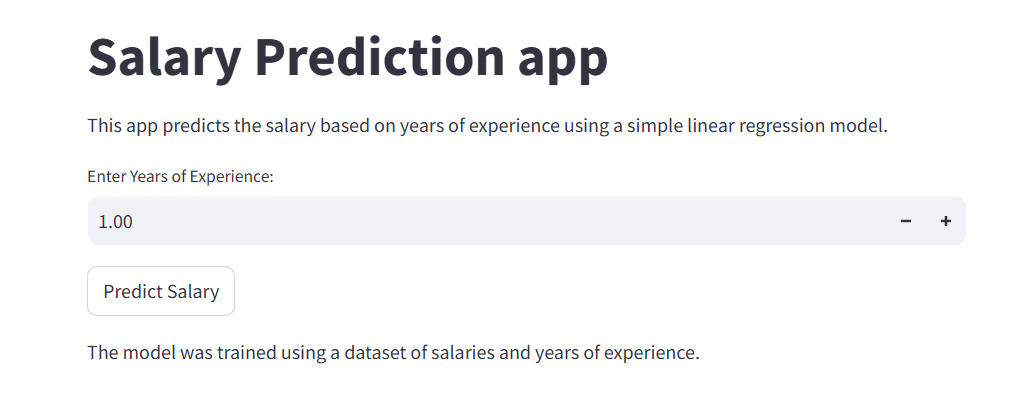 Salary Prediction app
This app predicts the salary based on years of experience using a simple linear regression model.
Enter Years of Experience:
1.00
Predict Salary
The model was trained using a dataset of salaries and years of experience.